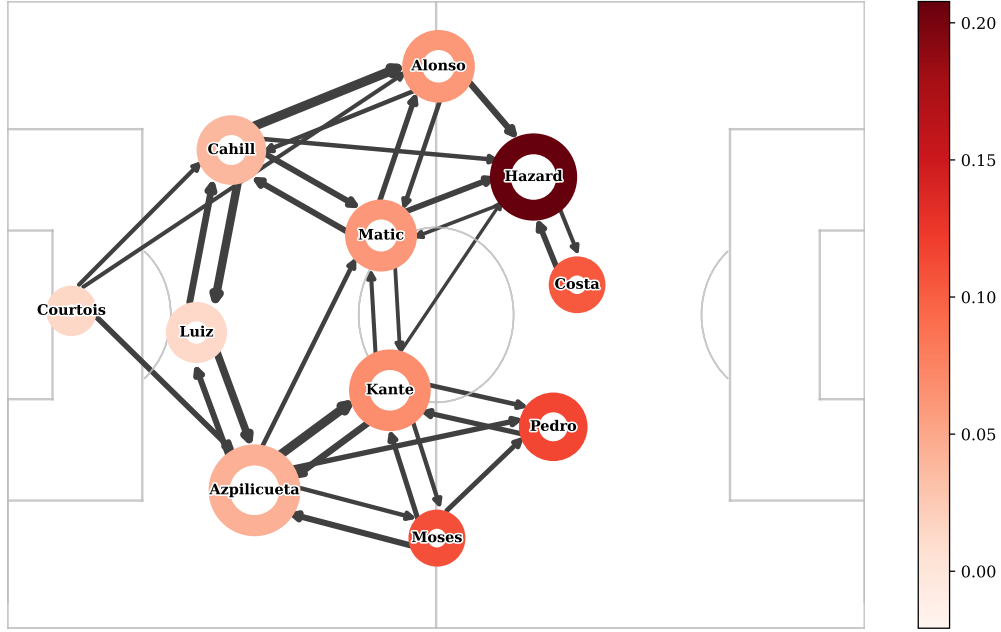 0.20
Alonso
Cahill
0.15
Hazard
Matic
Costa
0.10
Courtois
Luiz
Kante
Pedro
0.05
Azpilicueta
Moses
0.00